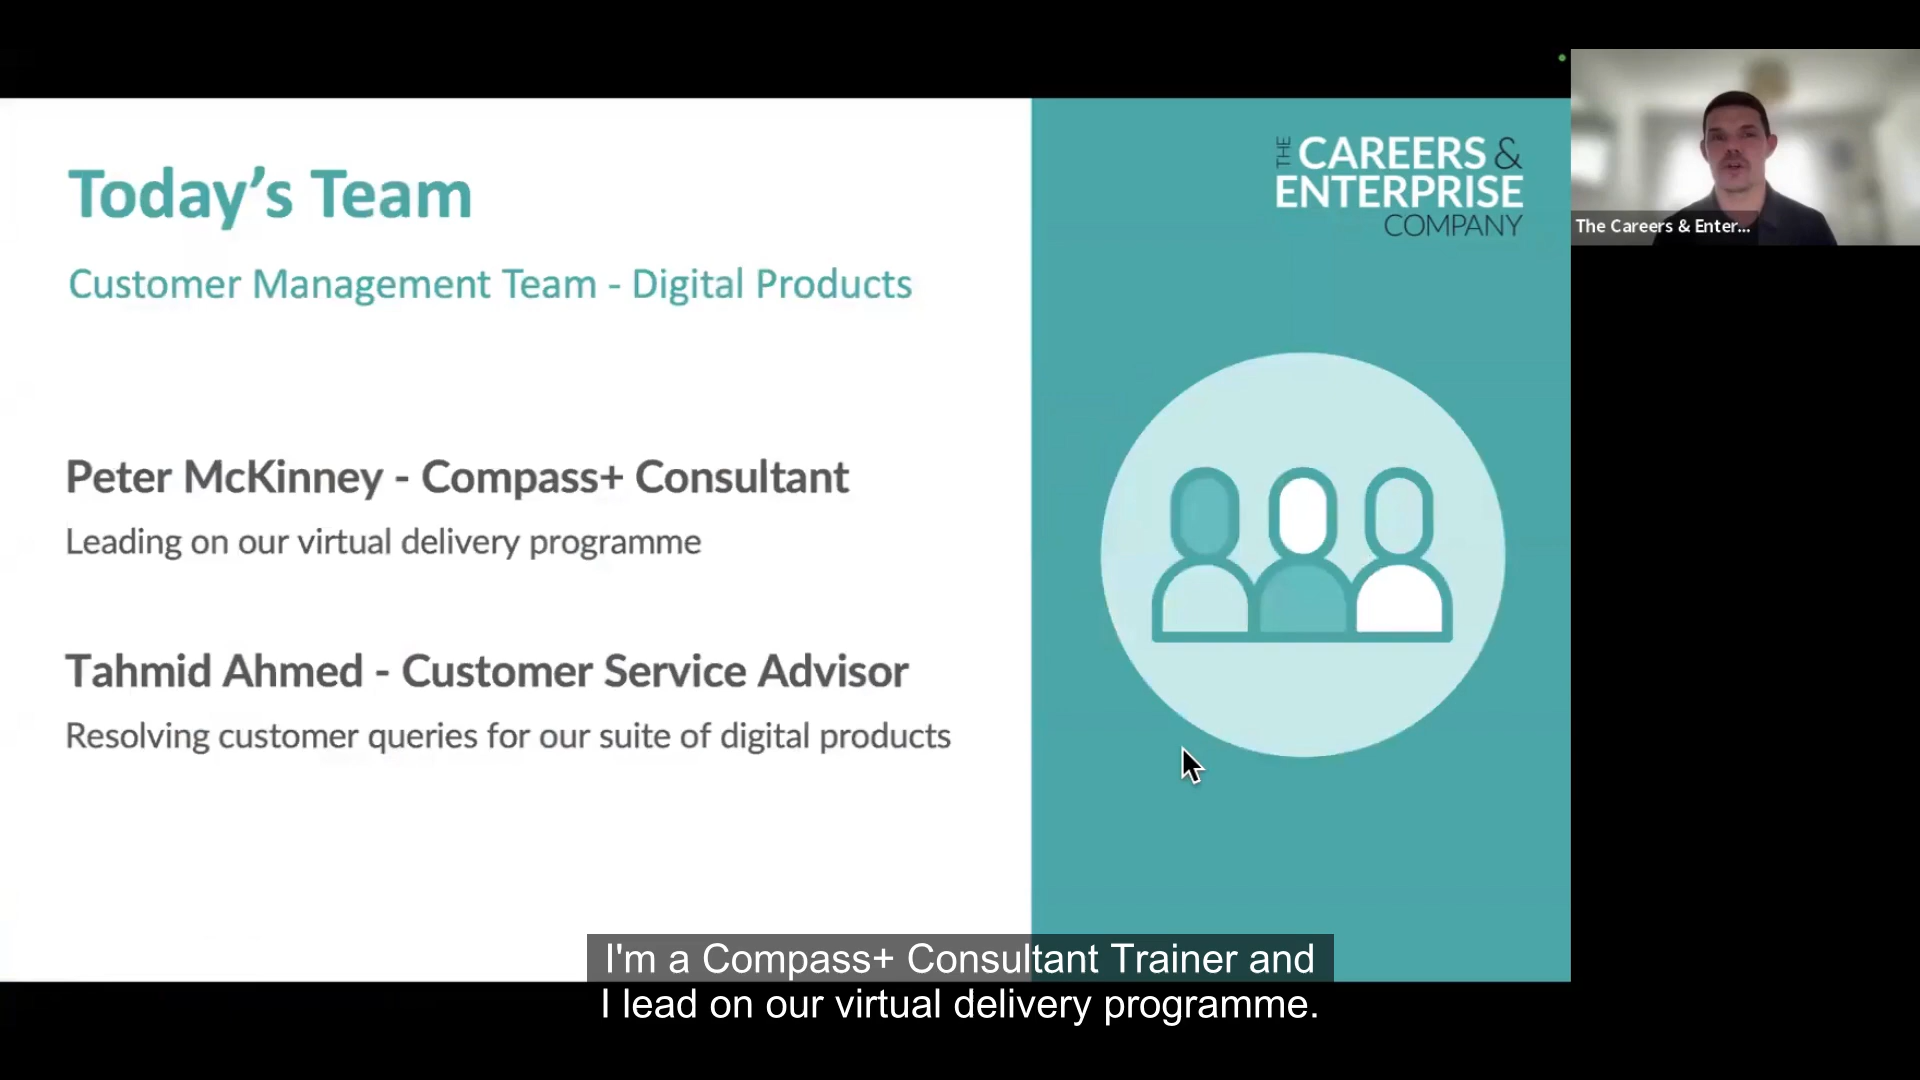 Today's Team
Customer Management Team - Digital Products
Peter McKinney - Compass+ Consultant
Leading on our virtual delivery programme
Tahmid Ahmed - Customer Service Advisor
Resolving customer queries for our suite of digital products
THE CAREERS &
ENTERPRISE
COMPANY
The Careers & Enter...
I'm a Compass+ Consultant Trainer and
I lead on our virtual delivery programme.